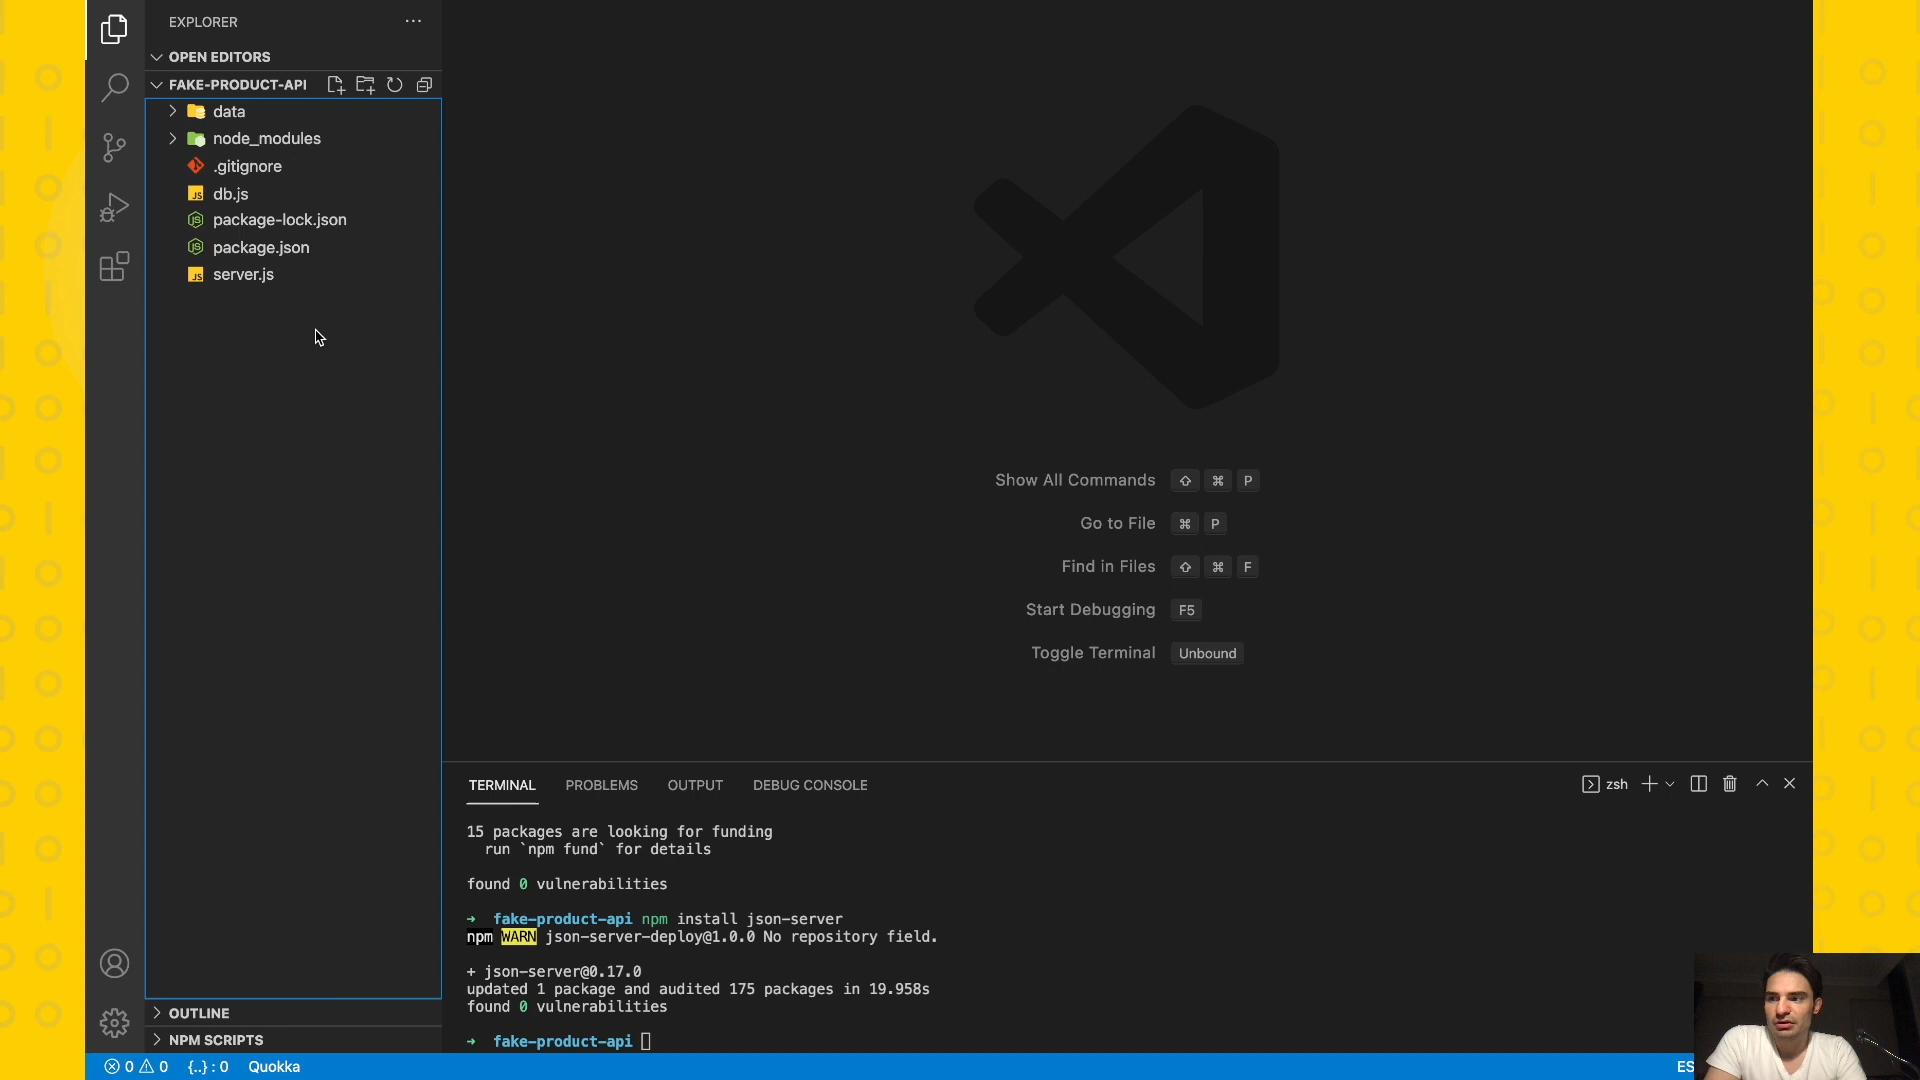 EXPLORER
OPEN EDITORS
FAKE-PRODUCT-API
data
node_modules
.gitignore
db.js
package-lock.json
package.json
server.js
Show All Commands ⇧ ⌘ P
Go to File ⌘ P
Find in Files ⇧ ⌘ F
Start Debugging F5
Toggle Terminal Unbound
TERMINAL PROBLEMS OUTPUT DEBUG CONSOLE zsh
15 packages are looking for funding
run `npm fund` for details
found 0 vulnerabilities
→ fake-product-api npm install json-server
npm WARN json-server-deploy@1.0.0 No repository field.
+ json-server@0.17.0
updated 1 package and audited 175 packages in 19.958s
found 0 vulnerabilities
→ fake-product-api
OUTLINE
NPM SCRIPTS
0 0 {..} : 0 Quokka